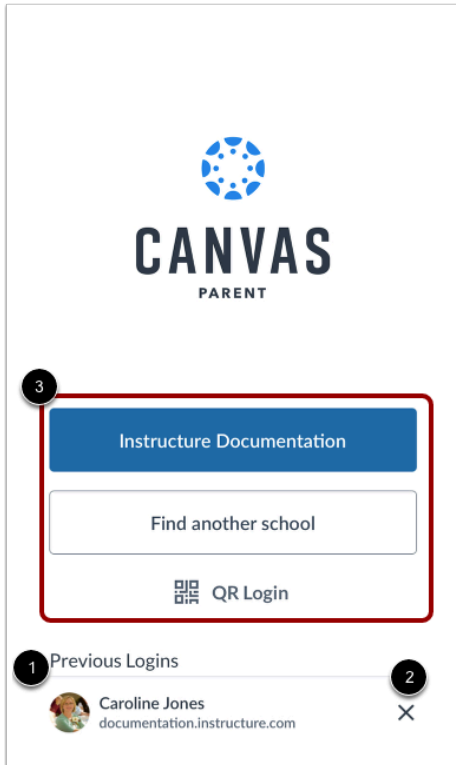 CANVAS
PARENT
3
Instructure Documentation
Find another school
QR Login
1
Previous Logins
2
Caroline Jones
documentation.instructure.com